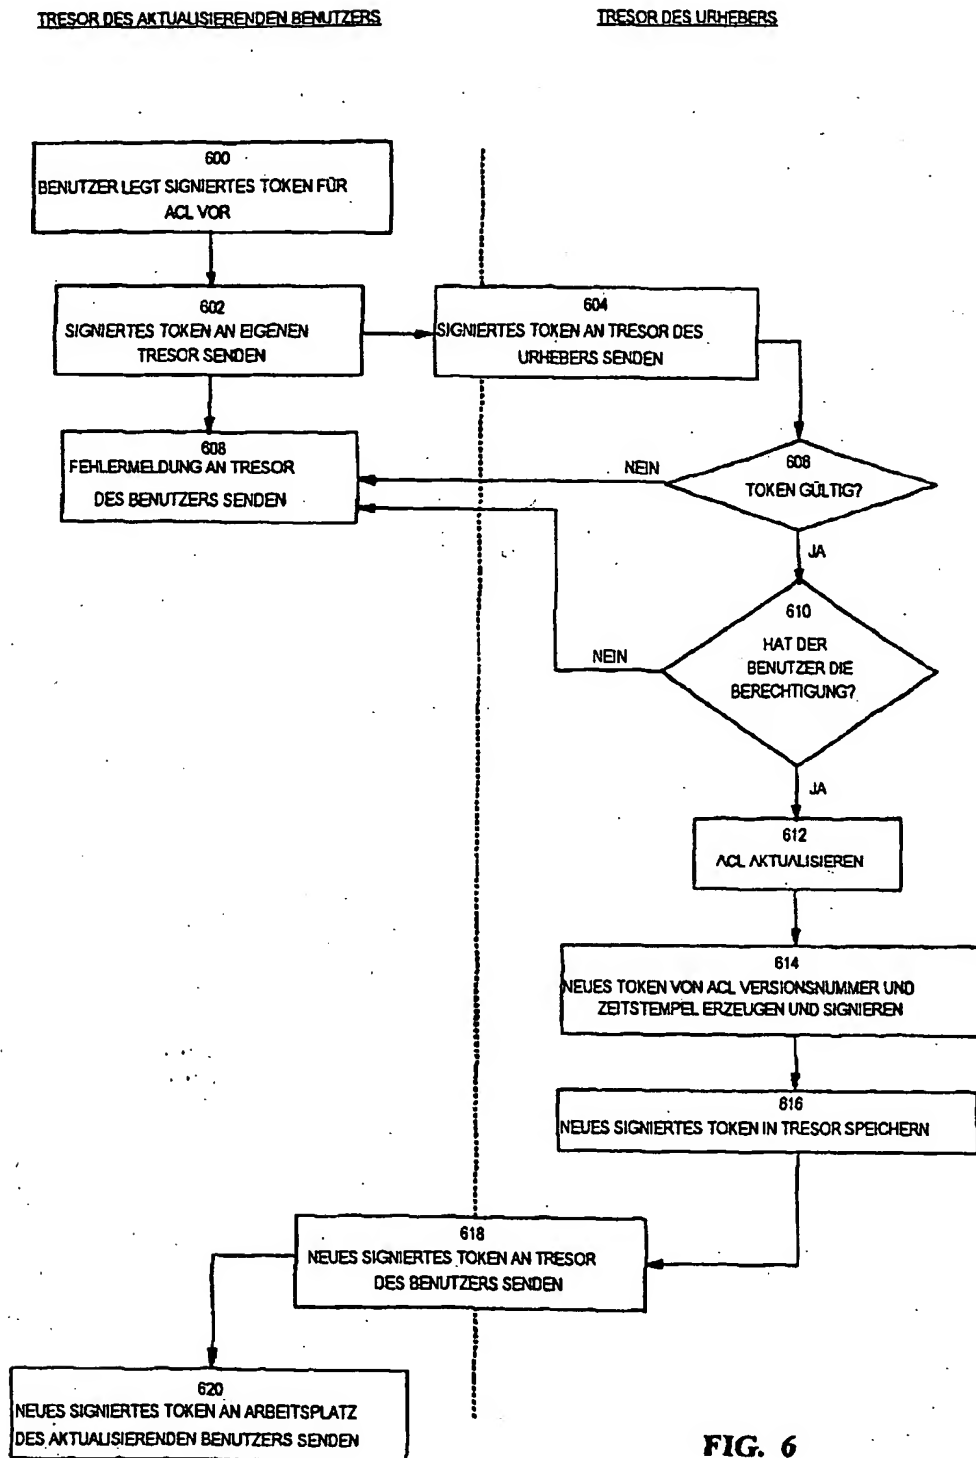 TRESOR DES AKTUALISIERENDEN BENUTZERS
TRESOR DES URHEBERS
600
BENUTZER LEGT SIGNIERTES TOKEN FÜR
ACL VOR
602
SIGNIERTES TOKEN AN EIGENEN
TRESOR SENDEN
604
SIGNIERTES TOKEN AN TRESOR DES
URHEBERS SENDEN
608
FEHLERMELDUNG AN TRESOR
DES BENUTZERS SENDEN
NEIN
608
TOKEN GÜLTIG?
JA
610
HAT DER
BENUTZER DIE
BERECHTIGUNG?
NEIN
JA
612
ACL AKTUALISIEREN
614
NEUES TOKEN VON ACL VERSIONSNUMMER UND
ZEITSTEMPEL ERZEUGEN UND SIGNIEREN
616
NEUES SIGNIERTES TOKEN IN TRESOR SPEICHERN
618
NEUES SIGNIERTES TOKEN AN TRESOR
DES BENUTZERS SENDEN
620
NEUES SIGNIERTES TOKEN AN ARBEITSPLATZ
DES AKTUALISIERENDEN BENUTZERS SENDEN
FIG. 6